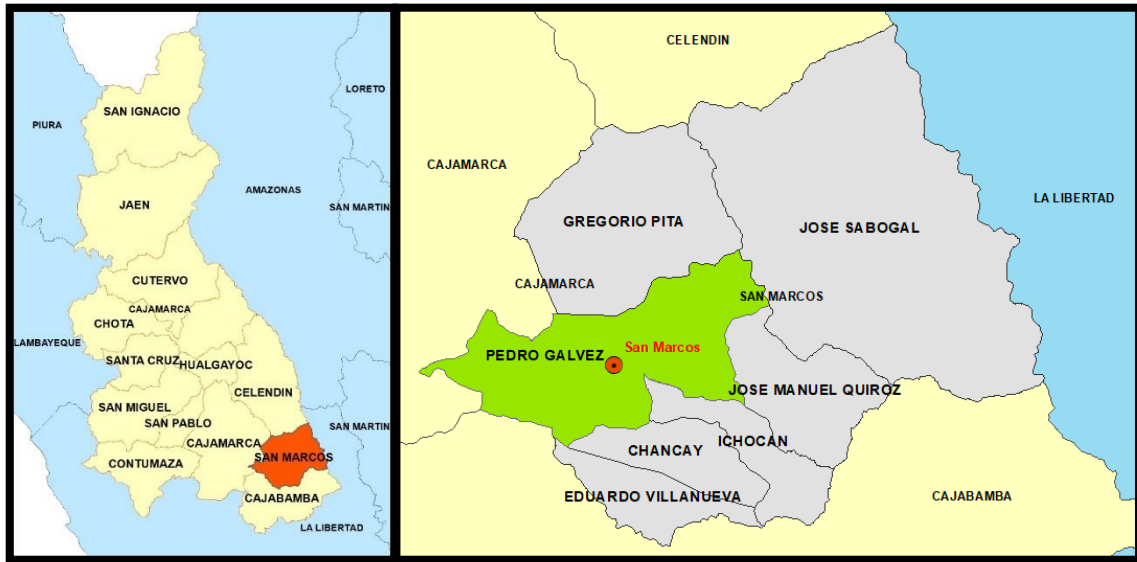 LORETO
SAN IGNACIO
PIURA
AMAZONAS
JAEN
SAN MARTIN
CUTERVO
CAJAMARCA
CHOTA
LAMBAYEQUE
SANTA CRUZ
HUALGAYOC
CELENDIN
SAN MIGUEL
SAN PABLO
SAN MARTIN
CAJAMARCA
SAN MARCOS
CONTUMAZA
CAJABAMBA
LA LIBERTAD
CELENDIN
CAJAMARCA
LA LIBERTAD
GREGORIO PITA
JOSE SABOGAL
CAJAMARCA
SAN MARCOS
San Marcos
PEDRO GALVEZ
JOSE MANUEL QUIROZ
ICHOCAN
CHANCAY
EDUARDO VILLANUEVA
CAJABAMBA